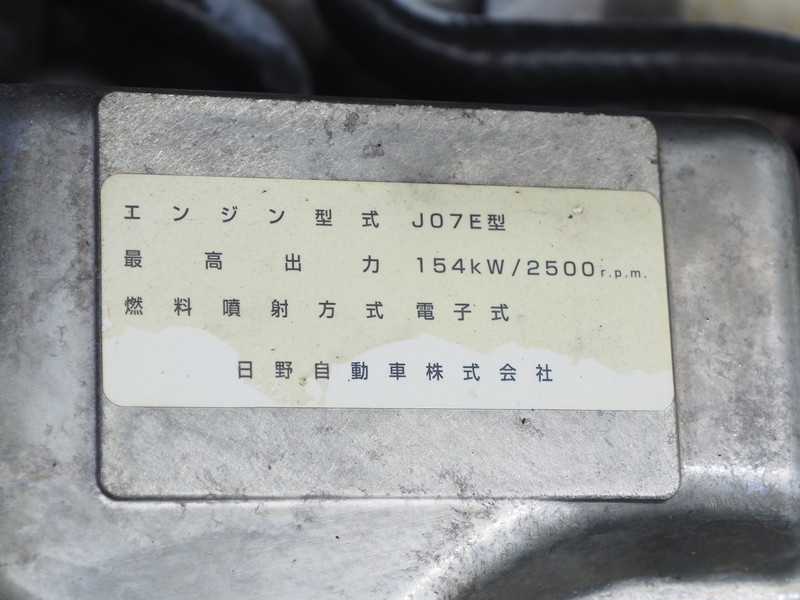 エンジン型式 J07E型
最高出力 154kW/2500r.p.m.
燃料噴射方式 電子式
日野自動車株式会社